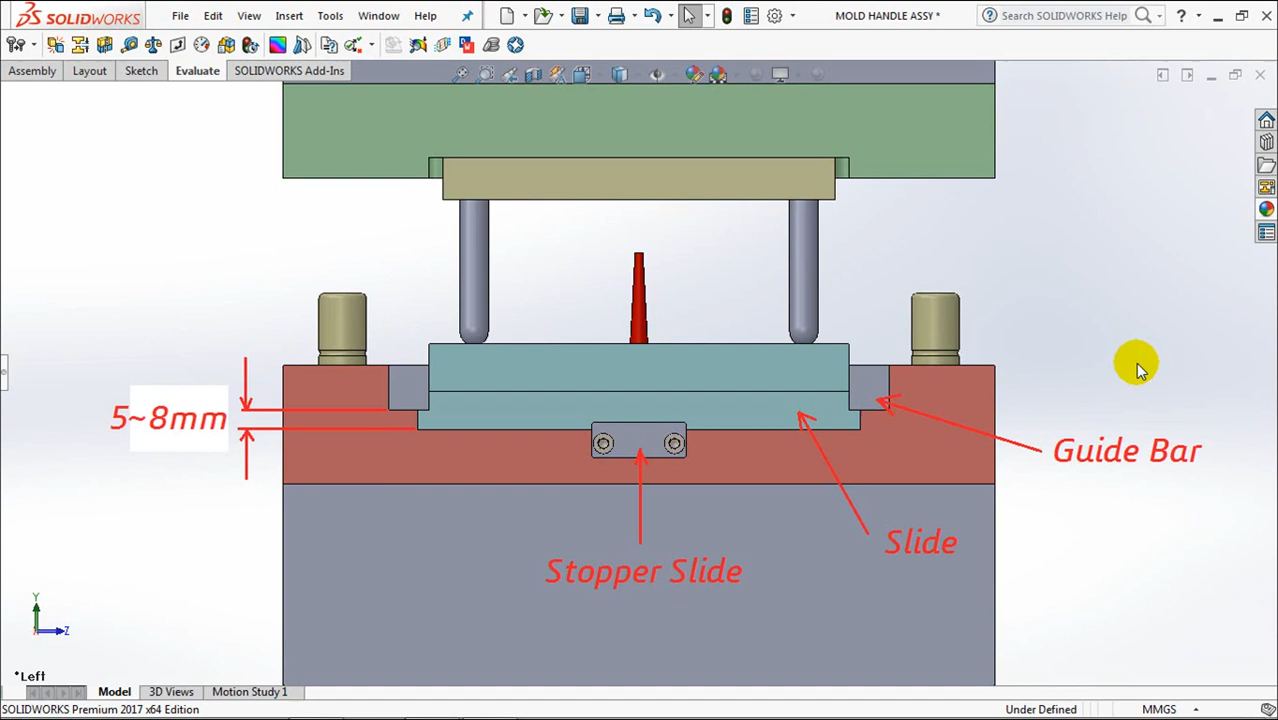 SOLIDWORKS
File Edit View Insert Tools Window Help
MOLD HANDLE ASSY *
Search SOLIDWORKS Help
?
Assembly Layout Sketch Evaluate SOLIDWORKS Add-Ins
5~8mm
Guide Bar
Slide
Stopper Slide
Y
Z
*Left
Model 3D Views Motion Study 1
SOLIDWORKS Premium 2017 x64 Edition
Under Defined
MMGS